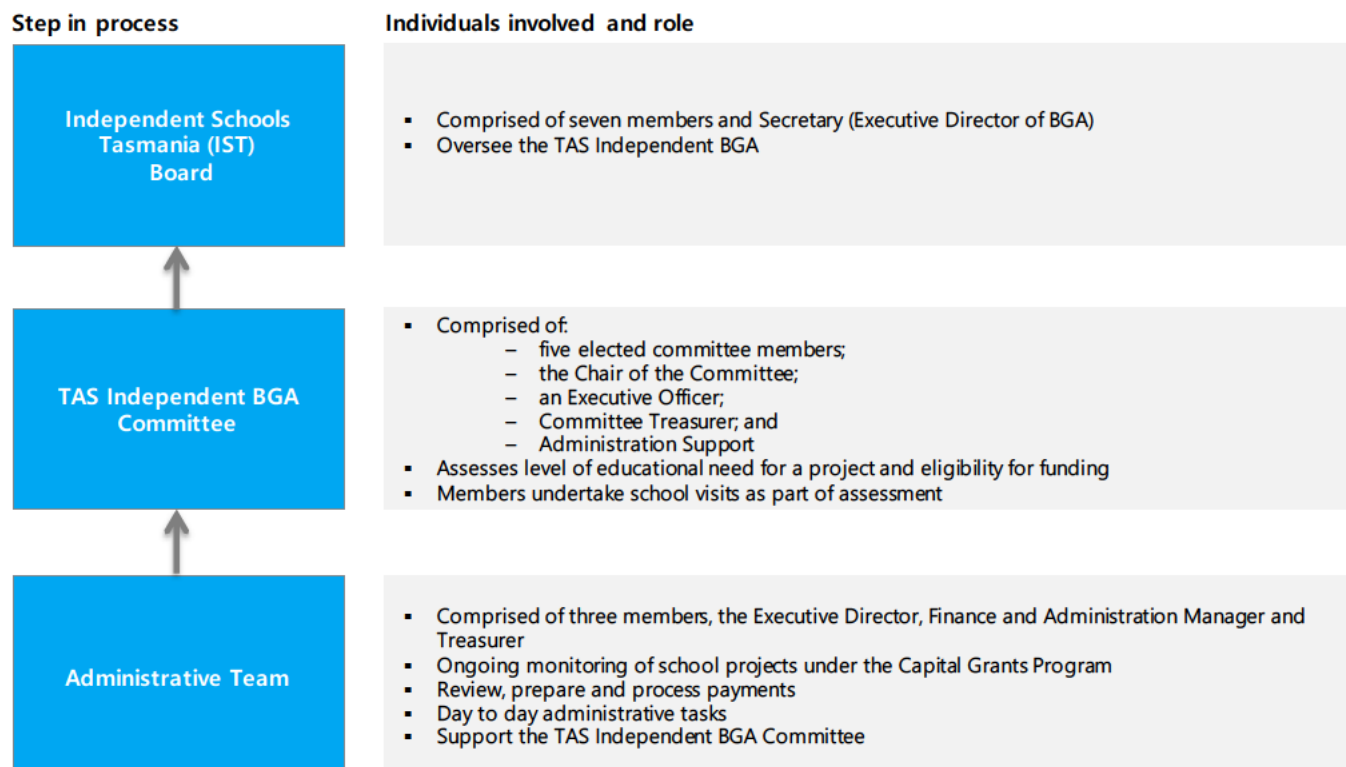 Step in process
Individuals involved and role
Independent Schools
Tasmania (IST)
Board
▪ Comprised of seven members and Secretary (Executive Director of BGA)
▪ Oversee the TAS Independent BGA
TAS Independent BGA
Committee
▪ Comprised of:
– five elected committee members;
– the Chair of the Committee;
– an Executive Officer;
– Committee Treasurer; and
– Administration Support
▪ Assesses level of educational need for a project and eligibility for funding
▪ Members undertake school visits as part of assessment
Administrative Team
▪ Comprised of three members, the Executive Director, Finance and Administration Manager and
Treasurer
▪ Ongoing monitoring of school projects under the Capital Grants Program
▪ Review, prepare and process payments
▪ Day to day administrative tasks
▪ Support the TAS Independent BGA Committee